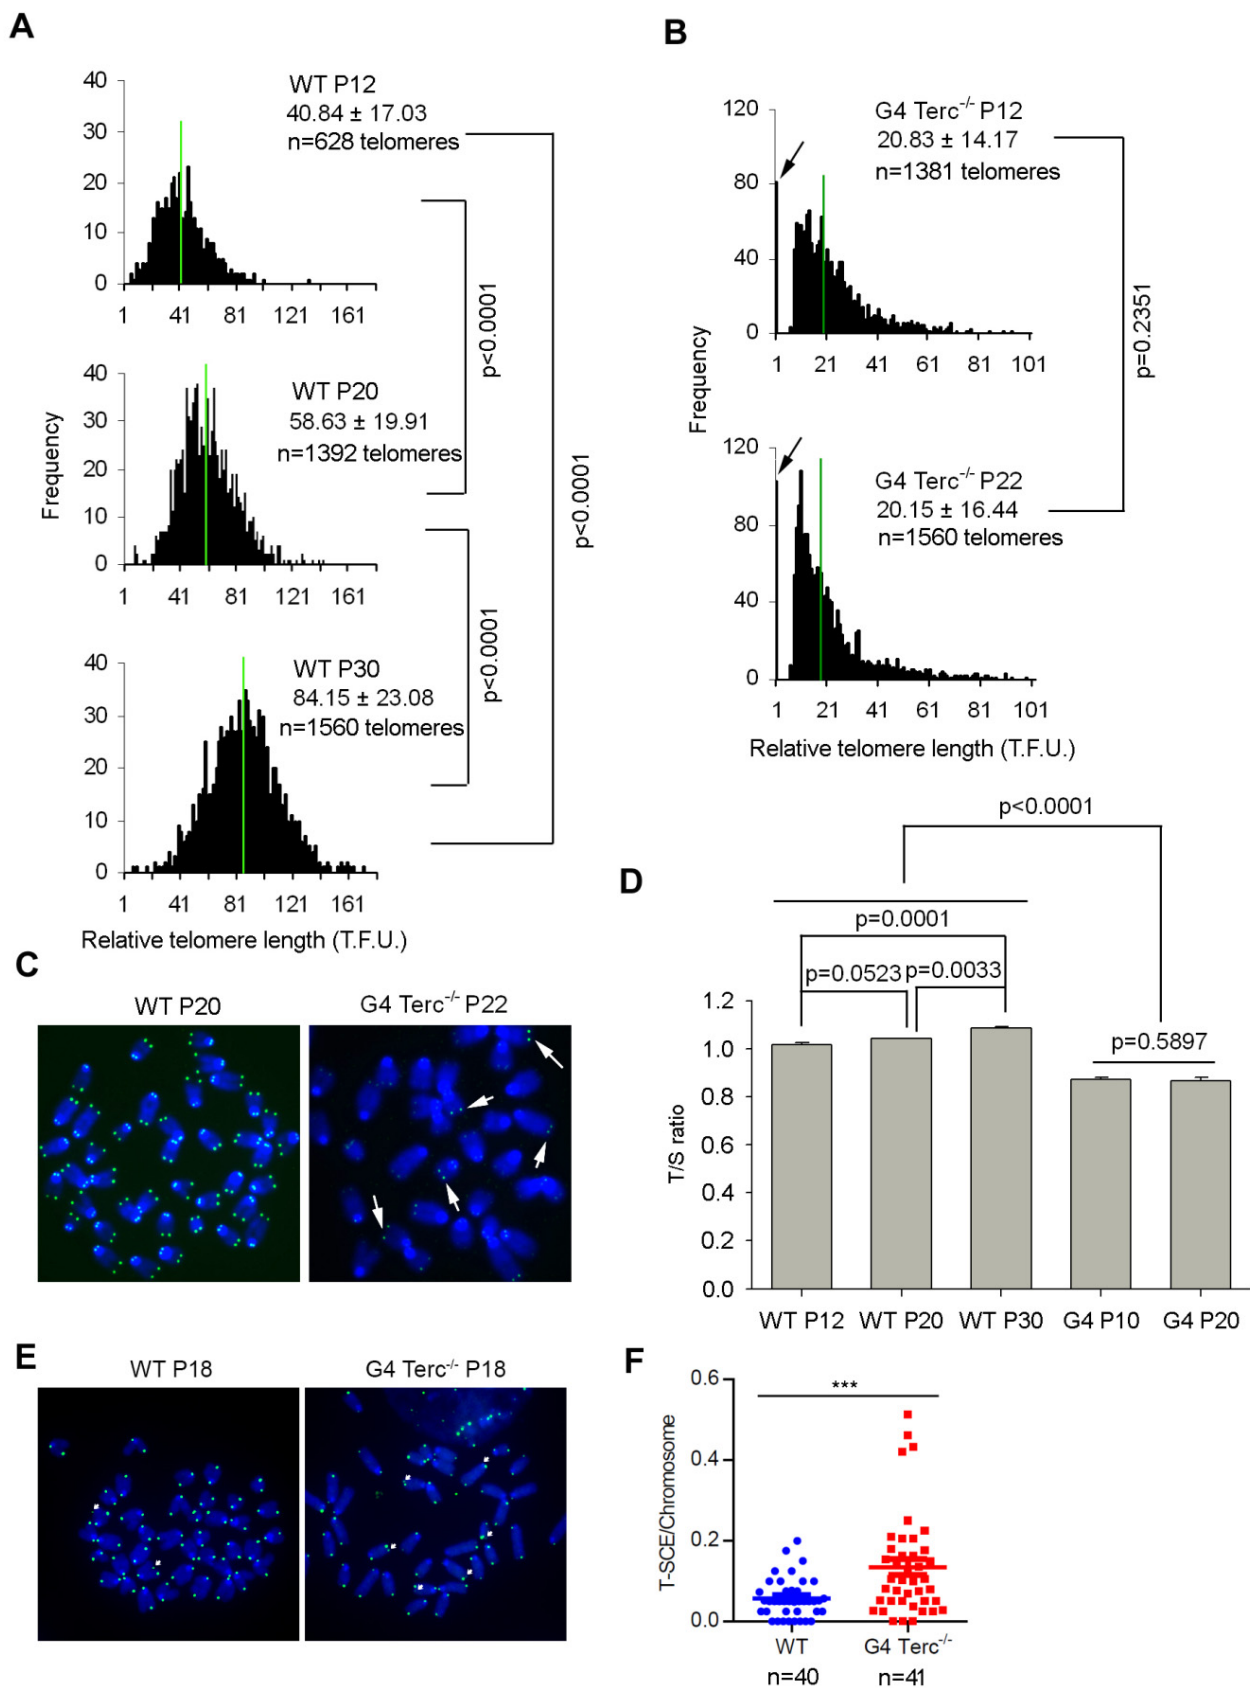 A
40
30
20
10
0
WT P12
40.84 ± 17.03
n=628 telomeres
1 41 81 121 161
p<0.0001
40
30
20
10
0
WT P20
58.63 ± 19.91
n=1392 telomeres
1 41 81 121 161
Frequency
p<0.0001
p<0.0001
40
30
20
10
0
WT P30
84.15 ± 23.08
n=1560 telomeres
1 41 81 121 161
Relative telomere length (T.F.U.)
B
120
80
40
0
G4 Terc-/- P12
20.83 ± 14.17
n=1381 telomeres
1 21 41 61 81 101
Frequency
p=0.2351
120
80
40
0
G4 Terc-/- P22
20.15 ± 16.44
n=1560 telomeres
1 21 41 61 81 101
Relative telomere length (T.F.U.)
C
WT P20
G4 Terc-/- P22
D
p<0.0001
p=0.0001
p=0.0523
p=0.0033
p=0.5897
T/S ratio
1.2
1.0
0.8
0.6
0.4
0.2
0.0
WT P12 WT P20 WT P30 G4 P10 G4 P20
E
WT P18
G4 Terc-/- P18
F
T-SCE/Chromosome
0.6
0.4
0.2
0.0
***
WT G4 Terc-/-
n=40 n=41